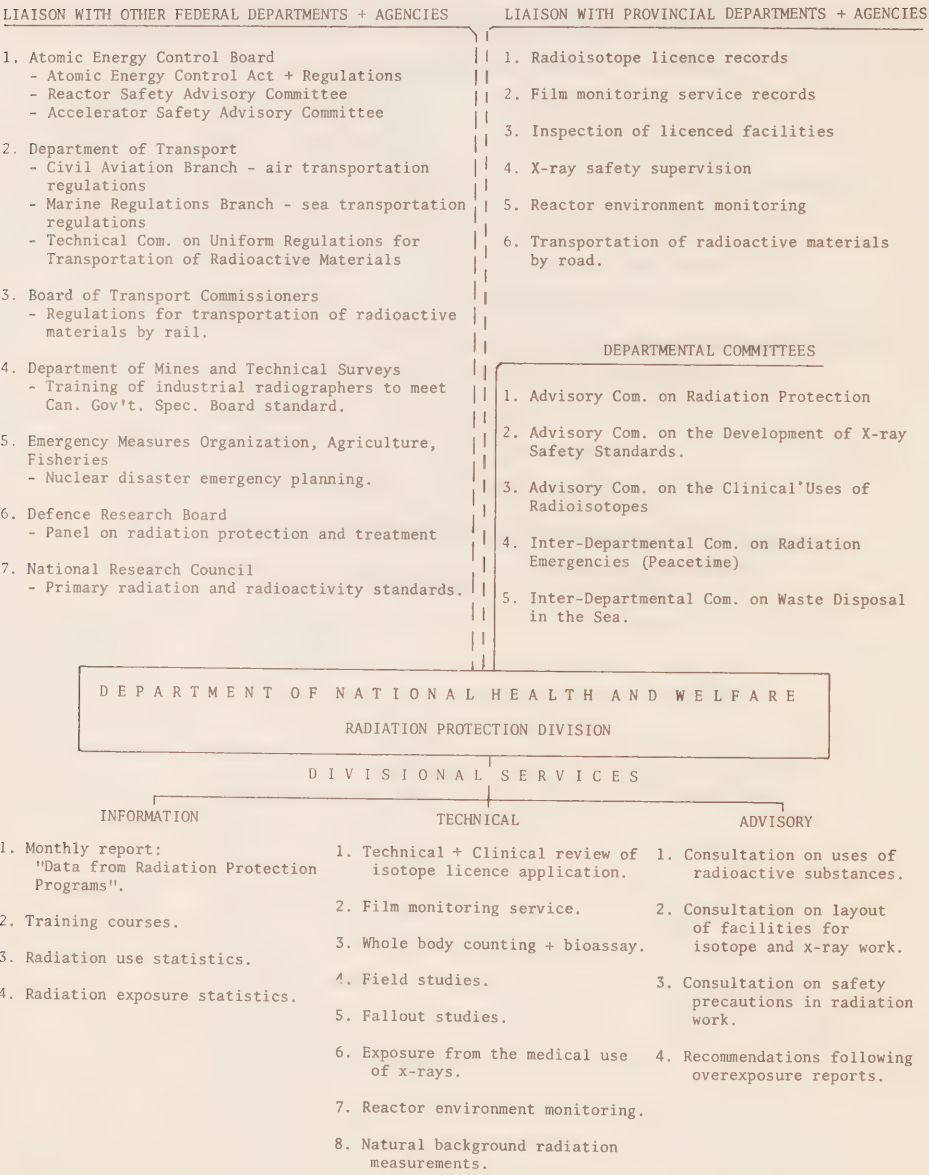 LIAISON WITH OTHER FEDERAL DEPARTMENTS + AGENCIES
1. Atomic Energy Control Board
- Atomic Energy Control Act + Regulations
- Reactor Safety Advisory Committee
- Accelerator Safety Advisory Committee
2. Department of Transport
- Civil Aviation Branch - air transportation
regulations
- Marine Regulations Branch - sea transportation
regulations
- Technical Com. on Uniform Regulations for
Transportation of Radioactive Materials
3. Board of Transport Commissioners
- Regulations for transportation of radioactive
materials by rail.
4. Department of Mines and Technical Surveys
- Training of industrial radiographers to meet
Can. Gov't. Spec. Board standard.
5. Emergency Measures Organization, Agriculture,
Fisheries
- Nuclear disaster emergency planning.
6. Defence Research Board
- Panel on radiation protection and treatment
7. National Research Council
- Primary radiation and radioactivity standards.
LIAISON WITH PROVINCIAL DEPARTMENTS + AGENCIES
1. Radioisotope licence records
2. Film monitoring service records
3. Inspection of licenced facilities
4. X-ray safety supervision
5. Reactor environment monitoring
6. Transportation of radioactive materials
by road.
DEPARTMENTAL COMMITTEES
1. Advisory Com. on Radiation Protection
2. Advisory Com. on the Development of X-ray
Safety Standards.
3. Advisory Com. on the Clinical Uses of
Radioisotopes
4. Inter-Departmental Com. on Radiation
Emergencies (Peacetime)
5. Inter-Departmental Com. on Waste Disposal
in the Sea.
DEPARTMENT OF NATIONAL HEALTH AND WELFARE
RADIATION PROTECTION DIVISION
DIVISIONAL SERVICES
INFORMATION
1. Monthly report:
"Data from Radiation Protection
Programs".
2. Training courses.
3. Radiation use statistics.
4. Radiation exposure statistics.
TECHNICAL
1. Technical + Clinical review of
isotope licence application.
2. Film monitoring service.
3. Whole body counting + bioassay.
4. Field studies.
5. Fallout studies.
6. Exposure from the medical use
of x-rays.
7. Reactor environment monitoring.
8. Natural background radiation
measurements.
ADVISORY
1. Consultation on uses of
radioactive substances.
2. Consultation on layout
of facilities for
isotope and x-ray work.
3. Consultation on safety
precautions in radiation
work.
4. Recommendations following
overexposure reports.